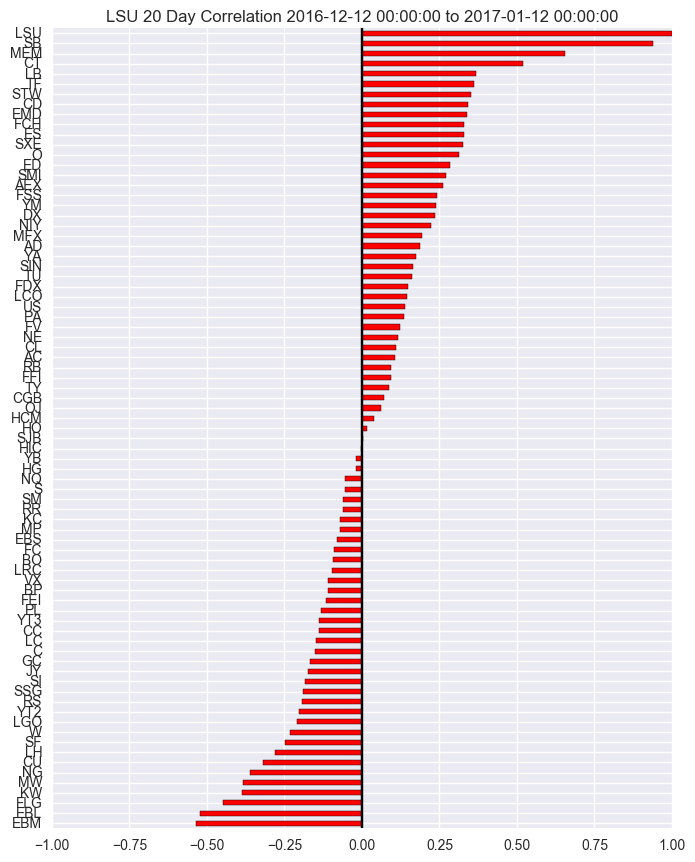 LSU 20 Day Correlation 2016-12-12 00:00:00 to 2017-01-12 00:00:00
LSU
SB
MEM
CT
LB
TF
STW
CD
EMD
FCH
ES
SXE
O
ED
SMI
AEX
FSS
YM
DX
NIY
MFX
AD
YA
SIN
TU
FDX
LCO
US
PA
FV
NE
CL
AC
RB
FFI
TY
CGB
OJ
HCM
HO
SJB
HIC
YB
HG
NQ
S
SM
RR
KC
MP
EBS
FC
BO
LRC
VX
BP
FEI
PL
YT3
CC
LC
C
GC
JY
SI
SSG
RS
YT2
LGO
W
SF
LH
CU
NG
MW
KW
FLG
EBL
EBM
−1.00 −0.75 −0.50 −0.25 0.00 0.25 0.50 0.75 1.00